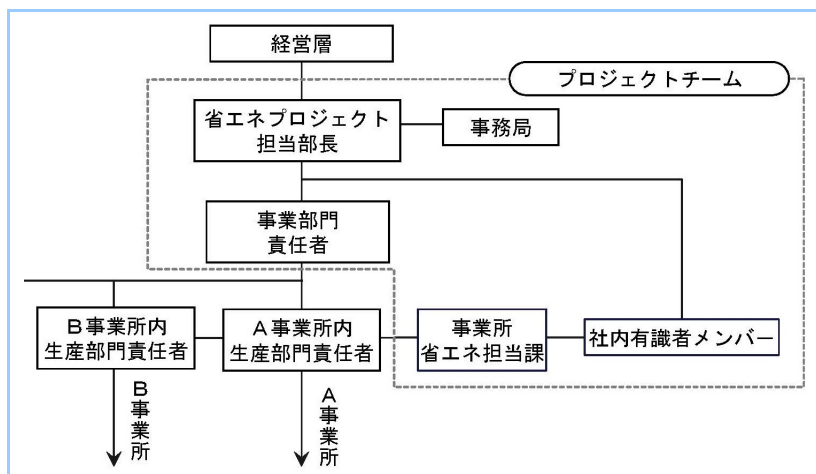 経営層
プロジェクトチーム
省エネプロジェクト
担当部長
事務局
事業部門
責任者
B事業所内
生産部門責任者
A事業所内
生産部門責任者
事業所
省エネ担当課
社内有識者メンバー
B事業所
A事業所